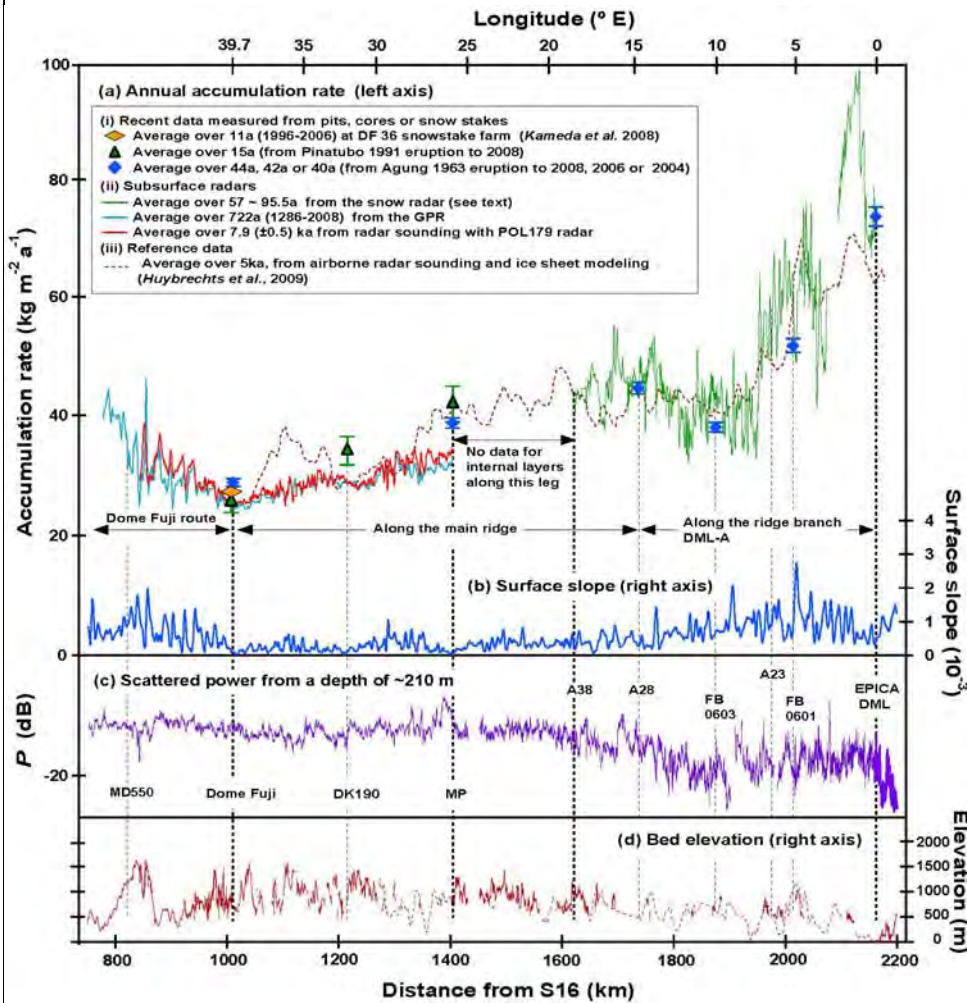 Longitude (º E)
39.7 35 30 25 20 15 10 5 0
100
80
60
40
20
0
Accumulation rate (kg m-2 a-1)
(a) Annual accumulation rate (left axis)
(i) Recent data measured from pits, cores or snow stakes
Average over 11a (1996-2006) at DF 36 snowstake farm (Kameda et al. 2008)
Average over 15a (from Pinatubo 1991 eruption to 2008)
Average over 44a, 42a or 40a (from Agung 1963 eruption to 2008, 2006 or 2004)
(ii) Subsurface radars
Average over 57 ~ 95.5a from the snow radar (see text)
Average over 722a (1286-2008) from the GPR
Average over 7.9 (±0.5) ka from radar sounding with POL179 radar
(iii) Reference data
Average over 5ka, from airborne radar sounding and ice sheet modeling
(Huybrechts et al., 2009)
No data for
internal layers
along this leg
Dome Fuji route
Along the main ridge
Along the ridge branch
DML-A
(b) Surface slope (right axis)
4
3
2
1
0
Surface
slope (10-3)
(c) Scattered power from a depth of ~210 m
P (dB)
-20
MD550
Dome Fuji
DK190
MP
A38
A28
FB
0603
A23
FB
0601
EPICA
DML
(d) Bed elevation (right axis)
2000
1500
1000
500
0
Elevation (m)
800 1000 1200 1400 1600 1800 2000 2200
Distance from S16 (km)